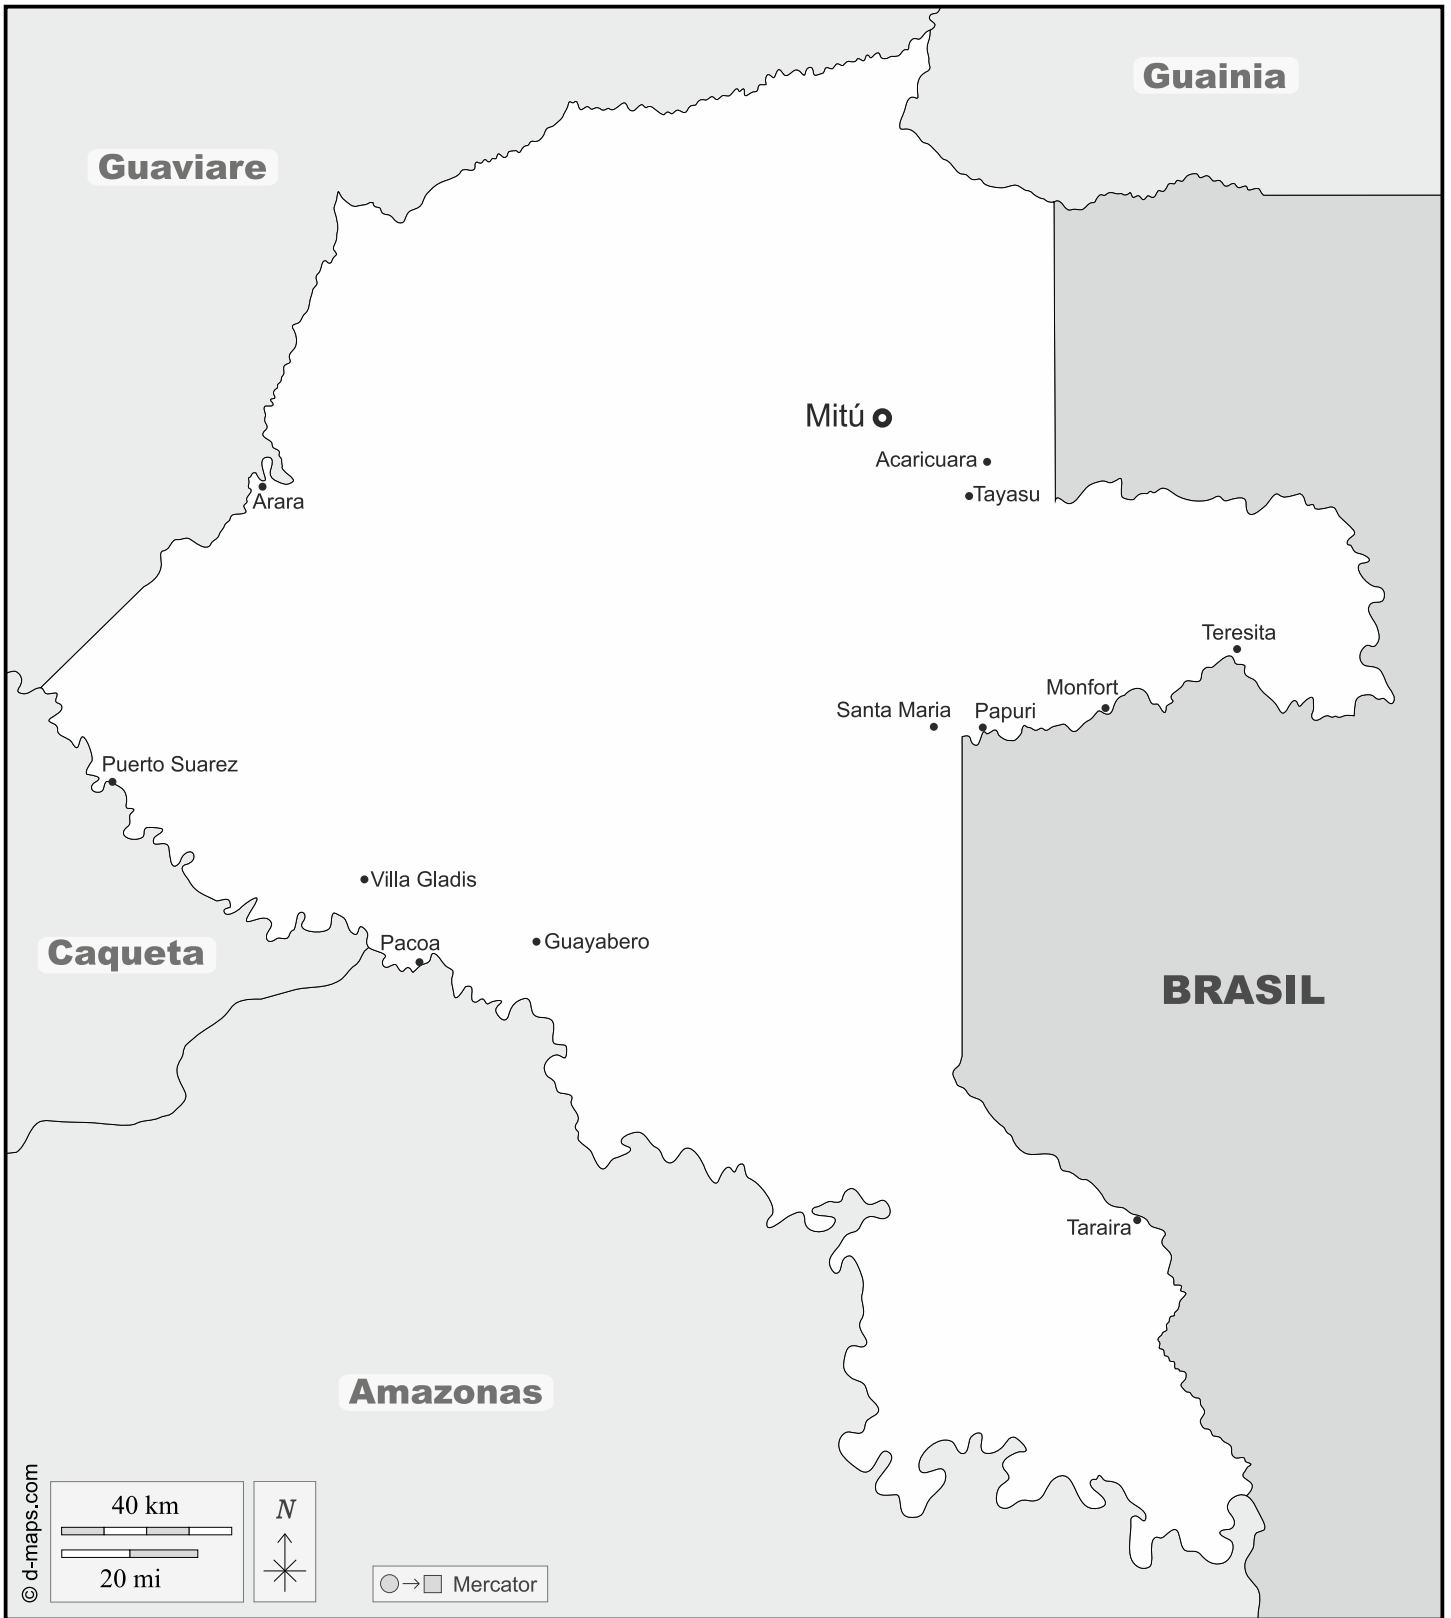 Guainia
Guaviare
Mitú
Acaricuara
Tayasu
Arara
Teresita
Monfort
Santa Maria
Papuri
Puerto Suarez
Villa Gladis
Pacoa
Guayabero
Caqueta
BRASIL
Taraira
Amazonas
© d-maps.com
40 km
20 mi
N
Mercator